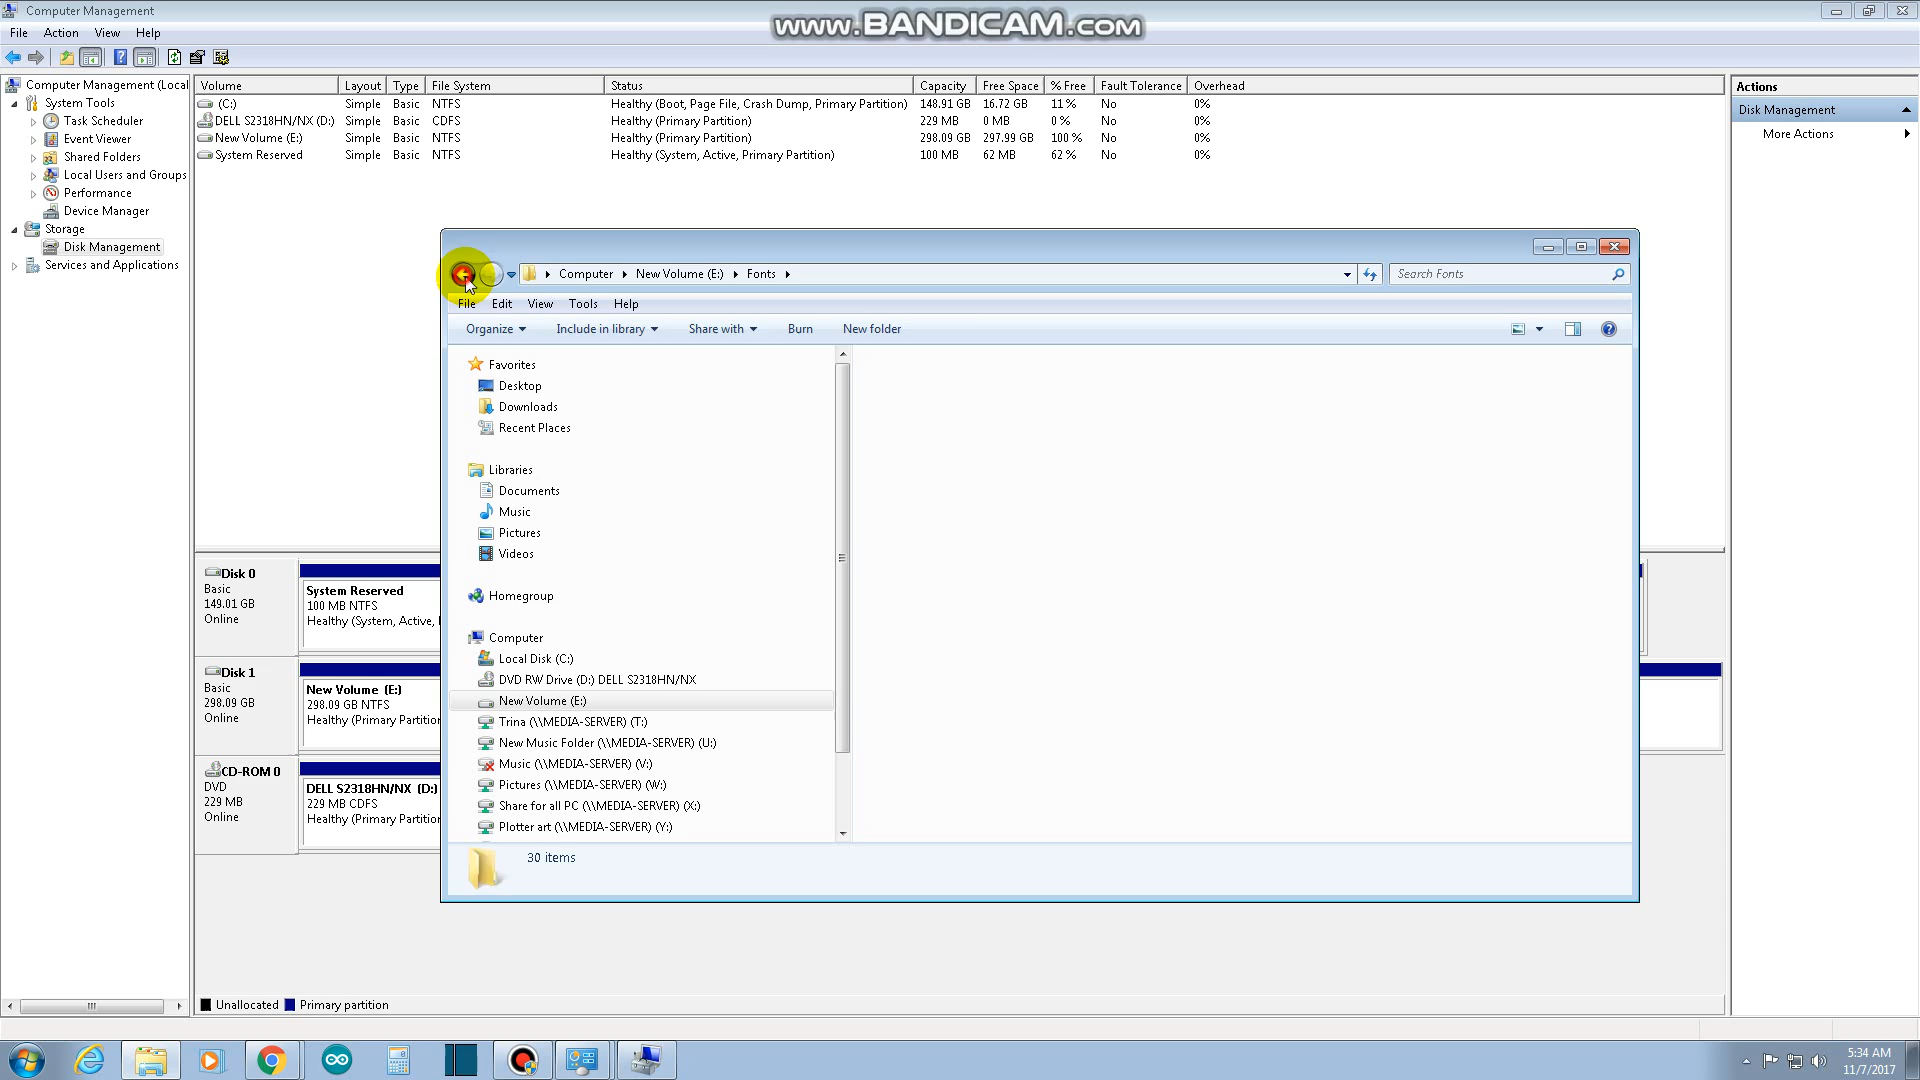 Computer Management
www.BANDICAM.com
File Action View Help
Computer Management (Local
System Tools
Task Scheduler
Event Viewer
Shared Folders
Local Users and Groups
Performance
Device Manager
Storage
Disk Management
Services and Applications
Volume Layout Type File System Status Capacity Free Space % Free Fault Tolerance Overhead
(C:) Simple Basic NTFS Healthy (Boot, Page File, Crash Dump, Primary Partition) 148.91 GB 16.72 GB 11 % No 0%
DELL S2318HN/NX (D:) Simple Basic CDFS Healthy (Primary Partition) 229 MB 0 MB 0 % No 0%
New Volume (E:) Simple Basic NTFS Healthy (Primary Partition) 298.09 GB 297.99 GB 100 % No 0%
System Reserved Simple Basic NTFS Healthy (System, Active, Primary Partition) 100 MB 62 MB 62 % No 0%
Actions
Disk Management
More Actions
Computer New Volume (E:) Fonts
Search Fonts
File Edit View Tools Help
Organize Include in library Share with Burn New folder
Favorites
Desktop
Downloads
Recent Places
Libraries
Documents
Music
Pictures
Videos
Homegroup
Computer
Local Disk (C:)
DVD RW Drive (D:) DELL S2318HN/NX
New Volume (E:)
Trina (\\MEDIA-SERVER) (T:)
New Music Folder (\\MEDIA-SERVER) (U:)
Music (\\MEDIA-SERVER) (V:)
Pictures (\\MEDIA-SERVER) (W:)
Share for all PC (\\MEDIA-SERVER) (X:)
Plotter art (\\MEDIA-SERVER) (Y:)
30 items
Disk 0
Basic
149.01 GB
Online
System Reserved
100 MB NTFS
Healthy (System, Active,
Disk 1
Basic
298.09 GB
Online
New Volume (E:)
298.09 GB NTFS
Healthy (Primary Partitio
CD-ROM 0
DVD
229 MB
Online
DELL S2318HN/NX (D:)
229 MB CDFS
Healthy (Primary Partitio
Unallocated Primary partition
5:34 AM
11/7/2017